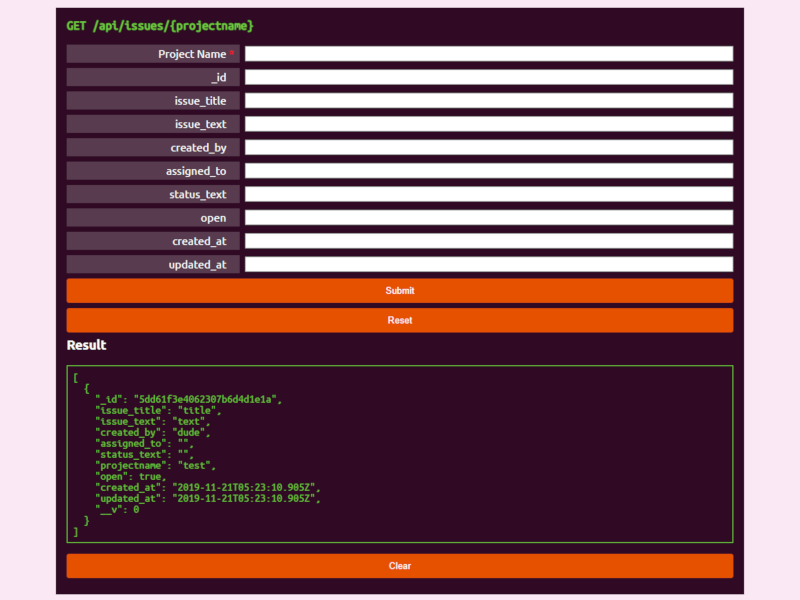 GET /api/issues/{projectname}
Project Name *
_id
issue_title
issue_text
created_by
assigned_to
status_text
open
created_at
updated_at
Submit
Reset
Result
[
  {
    "_id": "5dd61f3e4062307b6d4d1e1a",
    "issue_title": "title",
    "issue_text": "text",
    "created_by": "dude",
    "assigned_to": "",
    "status_text": "",
    "projectname": "test",
    "open": true,
    "created_at": "2019-11-21T05:23:10.905Z",
    "updated_at": "2019-11-21T05:23:10.905Z",
    "__v": 0
  }
]
Clear